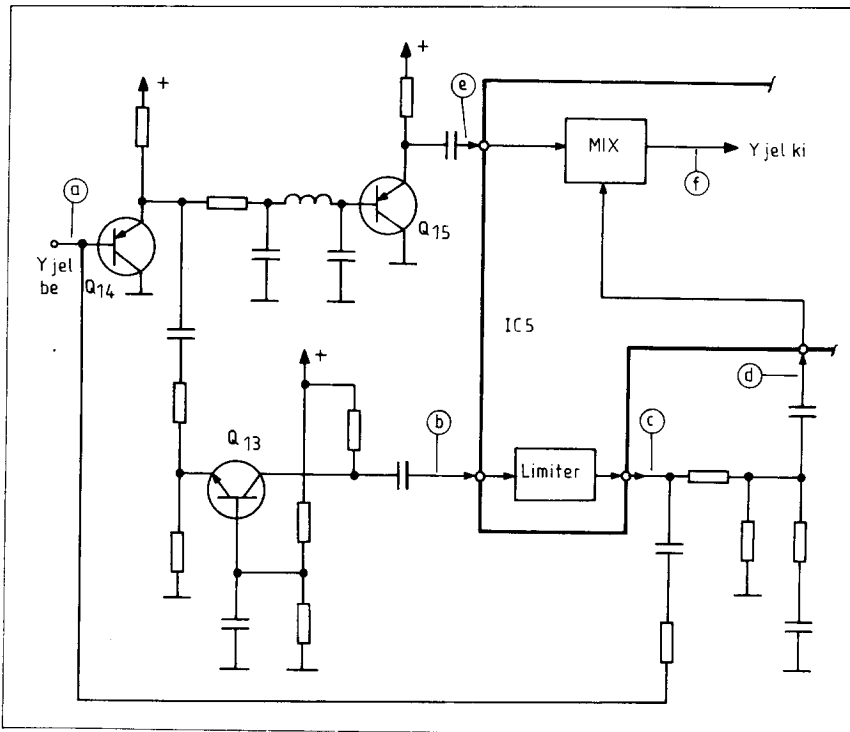 +
+
e
MIX
Y jel ki
f
a
Q15
Y jel
be
Q14
IC5
+
d
Q13
b
c
Limiter